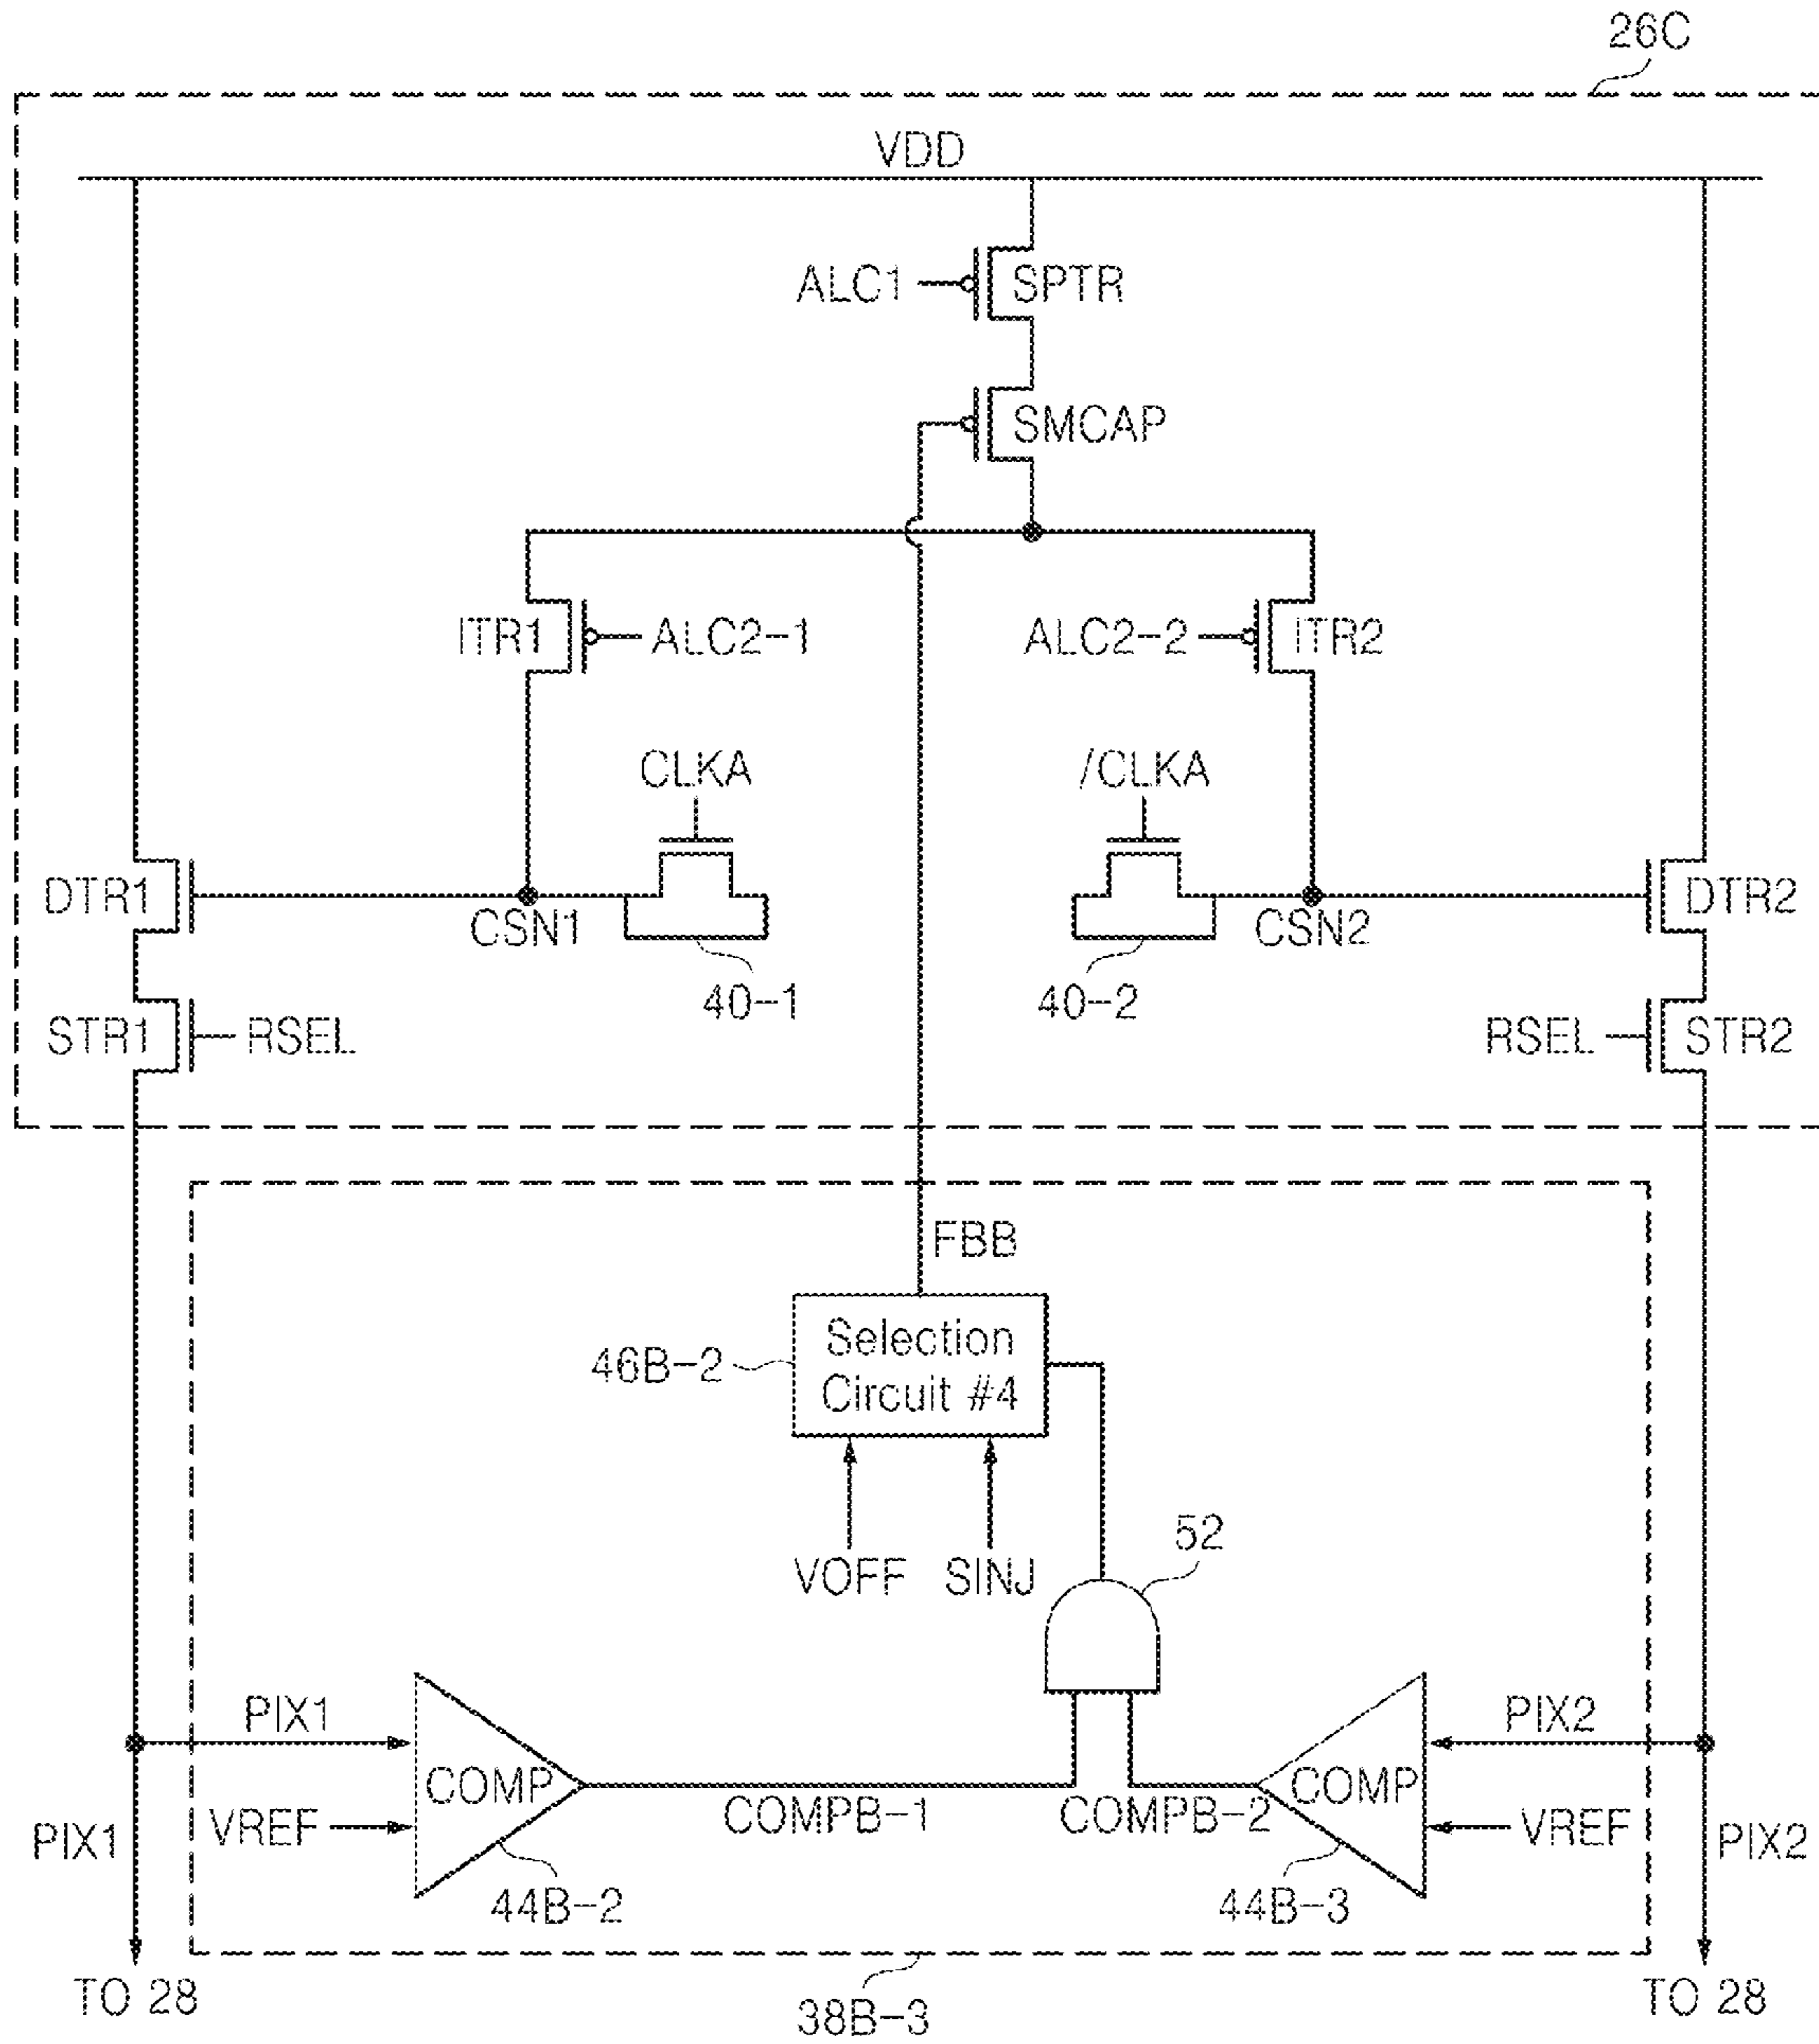 26C
VDD
ALC1
SPTR
SMCAP
ITR1
ALC2-1
ALC2-2
ITR2
CLKA
/CLKA
DTR1
CSN1
CSN2
DTR2
40-1
40-2
STR1
RSEL
RSEL
STR2
FBB
46B-2
Selection
Circuit #4
VOFF
SINJ
52
PIX1
PIX2
COMP
COMP
PIX1
VREF
COMPB-1
COMPB-2
VREF
PIX2
44B-2
44B-3
TO 28
38B-3
TO 28